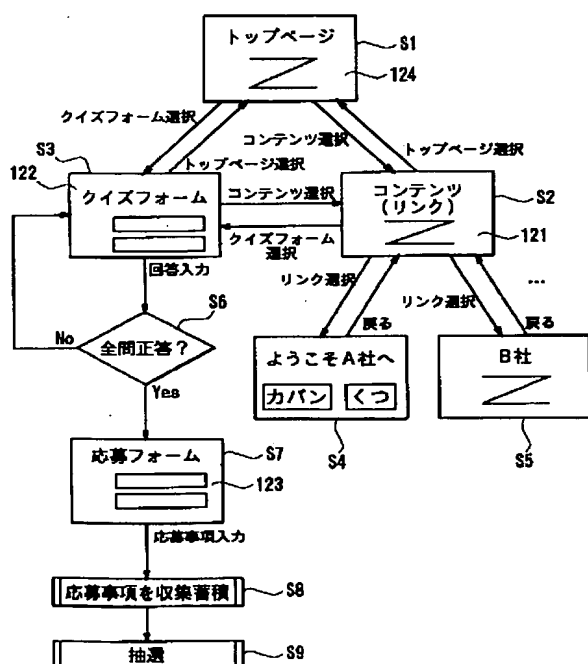 トップページ
S1
124
クイズフォーム選択
コンテンツ選択
トップページ選択
トップページ選択
S3
122
クイズフォーム
コンテンツ選択
クイズフォーム
選択
コンテンツ
(リンク)
S2
121
回答入力
リンク選択
戻る
リンク選択
戻る
...
S6
No
全問正答?
Yes
ようこそA社へ
カバン
くつ
S4
B社
S5
応募フォーム
S7
123
応募事項入力
応募事項を収集蓄積
S8
抽選
S9